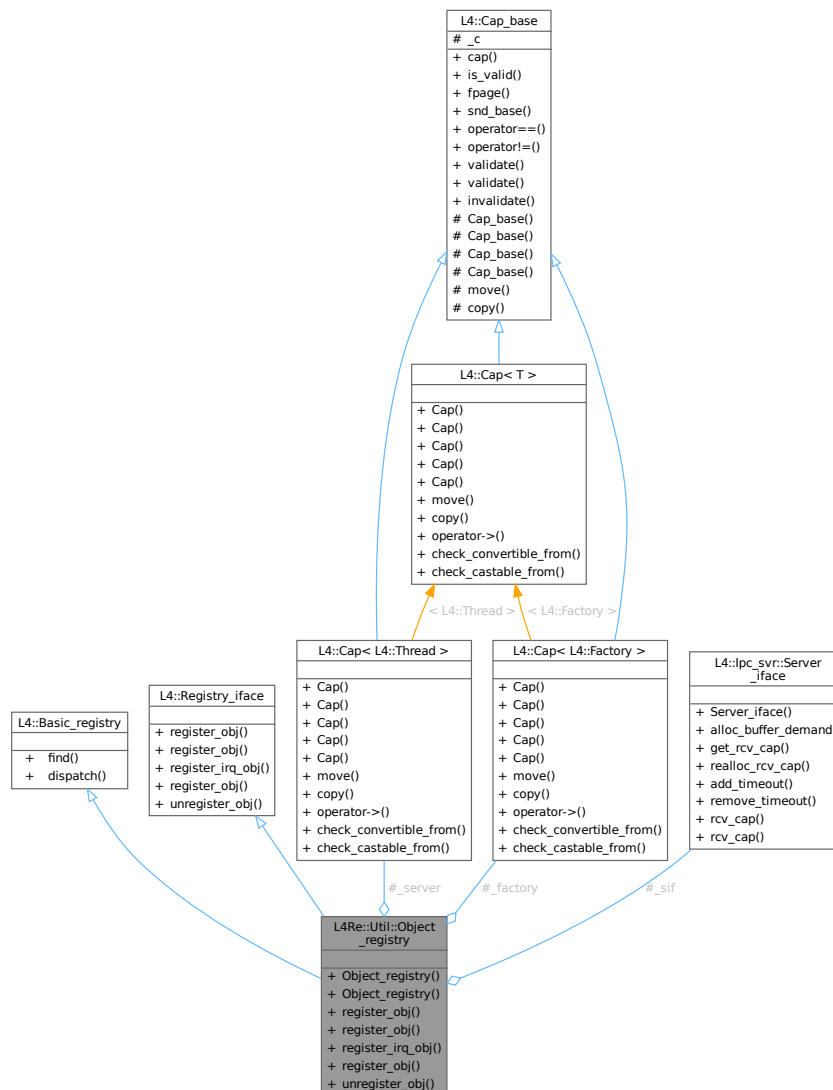 L4::Cap_base
# _c
+ cap()
+ is_valid()
+ fpage()
+ snd_base()
+ operator==()
+ operator!=()
+ validate()
+ validate()
+ invalidate()
# Cap_base()
# Cap_base()
# Cap_base()
# Cap_base()
# move()
# copy()
L4::Cap< T >
+ Cap()
+ Cap()
+ Cap()
+ Cap()
+ Cap()
+ move()
+ copy()
+ operator->()
+ check_convertible_from()
+ check_castable_from()
< L4::Thread >
< L4::Factory >
L4::Basic_registry
+ find()
+ dispatch()
L4::Registry_iface
+ register_obj()
+ register_obj()
+ register_irq_obj()
+ register_obj()
+ unregister_obj()
L4::Cap< L4::Thread >
+ Cap()
+ Cap()
+ Cap()
+ Cap()
+ Cap()
+ move()
+ copy()
+ operator->()
+ check_convertible_from()
+ check_castable_from()
L4::Cap< L4::Factory >
+ Cap()
+ Cap()
+ Cap()
+ Cap()
+ Cap()
+ move()
+ copy()
+ operator->()
+ check_convertible_from()
+ check_castable_from()
L4::Ipc_svr::Server
_iface
+ Server_iface()
+ alloc_buffer_demand
+ get_rcv_cap()
+ realloc_rcv_cap()
+ add_timeout()
+ remove_timeout()
+ rcv_cap()
+ rcv_cap()
#_server
#_factory
#_sif
L4Re::Util::Object
_registry
+ Object_registry()
+ Object_registry()
+ register_obj()
+ register_obj()
+ register_irq_obj()
+ register_obj()
+ unregister_obj()